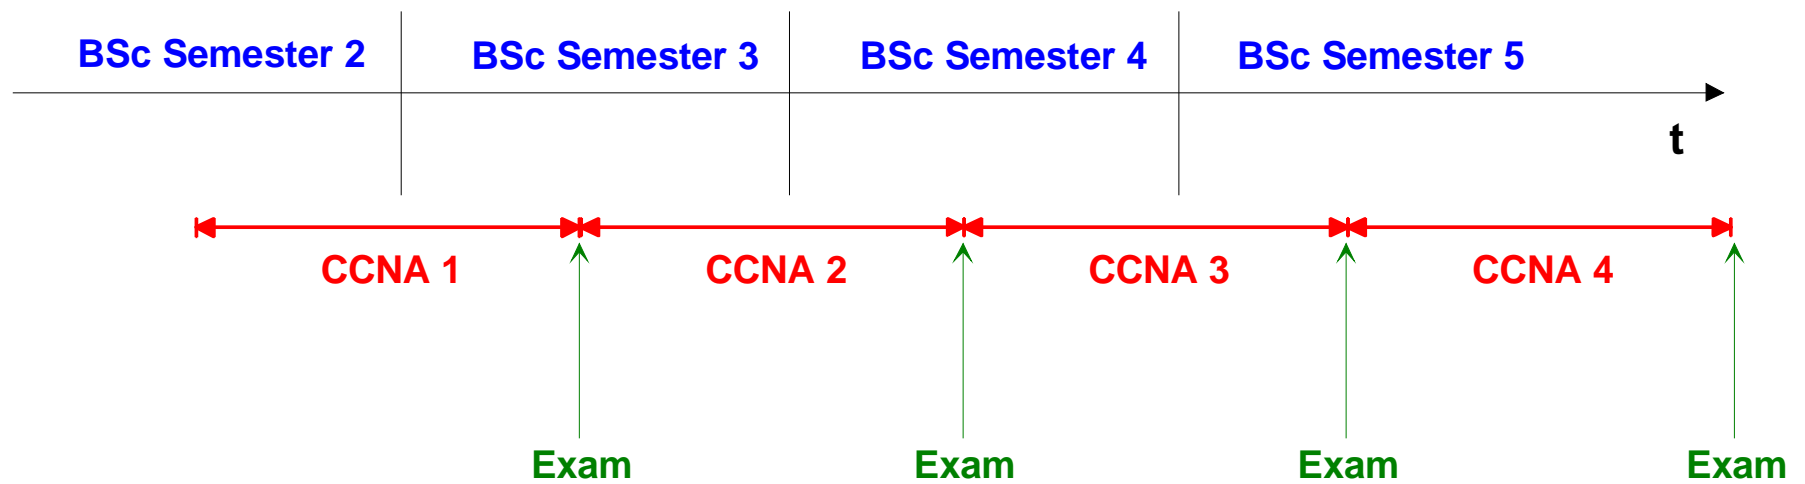 BSc Semester 2 BSc Semester 3 BSc Semester 4 BSc Semester 5
t
CCNA 1 CCNA 2 CCNA 3 CCNA 4
Exam Exam Exam Exam